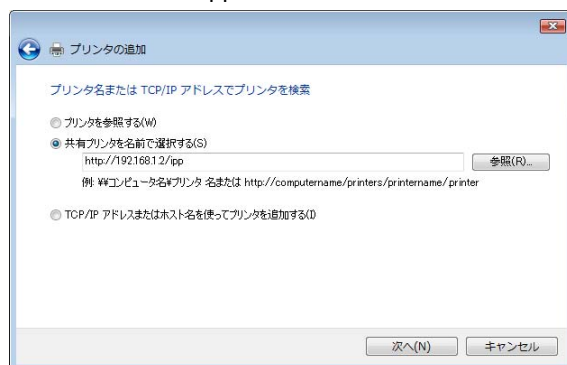 プリンタの追加
プリンタ名または TCP/IP アドレスでプリンタを検索
プリンタを参照する(W)
共有プリンタを名前で選択する(S)
http://192.168.1.2/ipp
参照(R)...
例: ¥¥コンピュータ名¥プリンタ 名または http://computername/printers/printername/printer
TCP/IP アドレスまたはホスト名を使ってプリンタを追加する(I)
次へ(N)
キャンセル